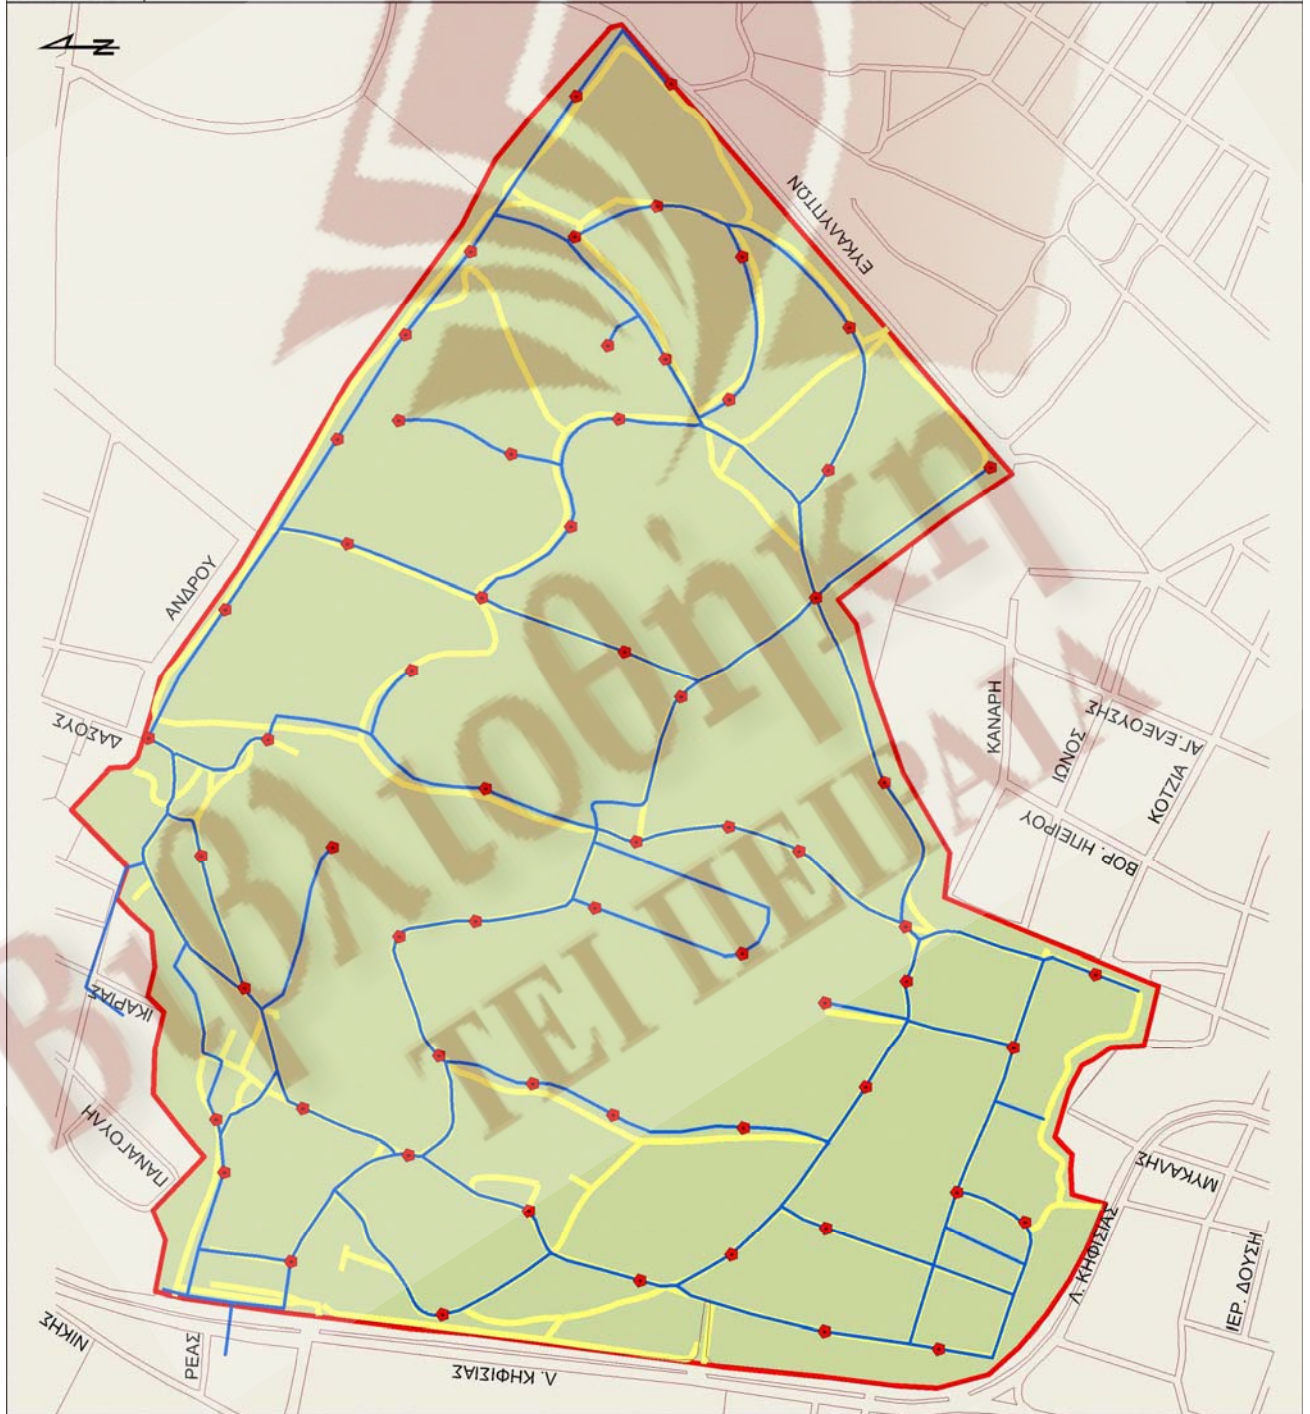 N
ΕΥΚΑΛΥΠΤΩΝ
ΑΝΔΡΟΥ
ΔΑΣΟΥΣ
ΚΑΝΑΡΗ
ΙΩΝΟΣ
ΑΓ.ΕΛΕΟΥΣΗΣ
ΚΟΤΖΙΑ
ΒΟΡ. ΗΠΕΙΡΟΥ
ΙΚΑΡΙΑΣ
ΠΑΝΑΓΟΥΛΗ
ΜΥΚΑΛΗΣ
Λ. ΚΗΦΙΣΙΑΣ
ΙΕΡ. ΔΟΥΣΗ
ΝΙΚΗΣ
ΡΕΑΣ
Λ. ΚΗΦΙΣΙΑΣ
Βιβλιοθήκη
ΤΕΙ ΠΕΙΡΑΙΑ